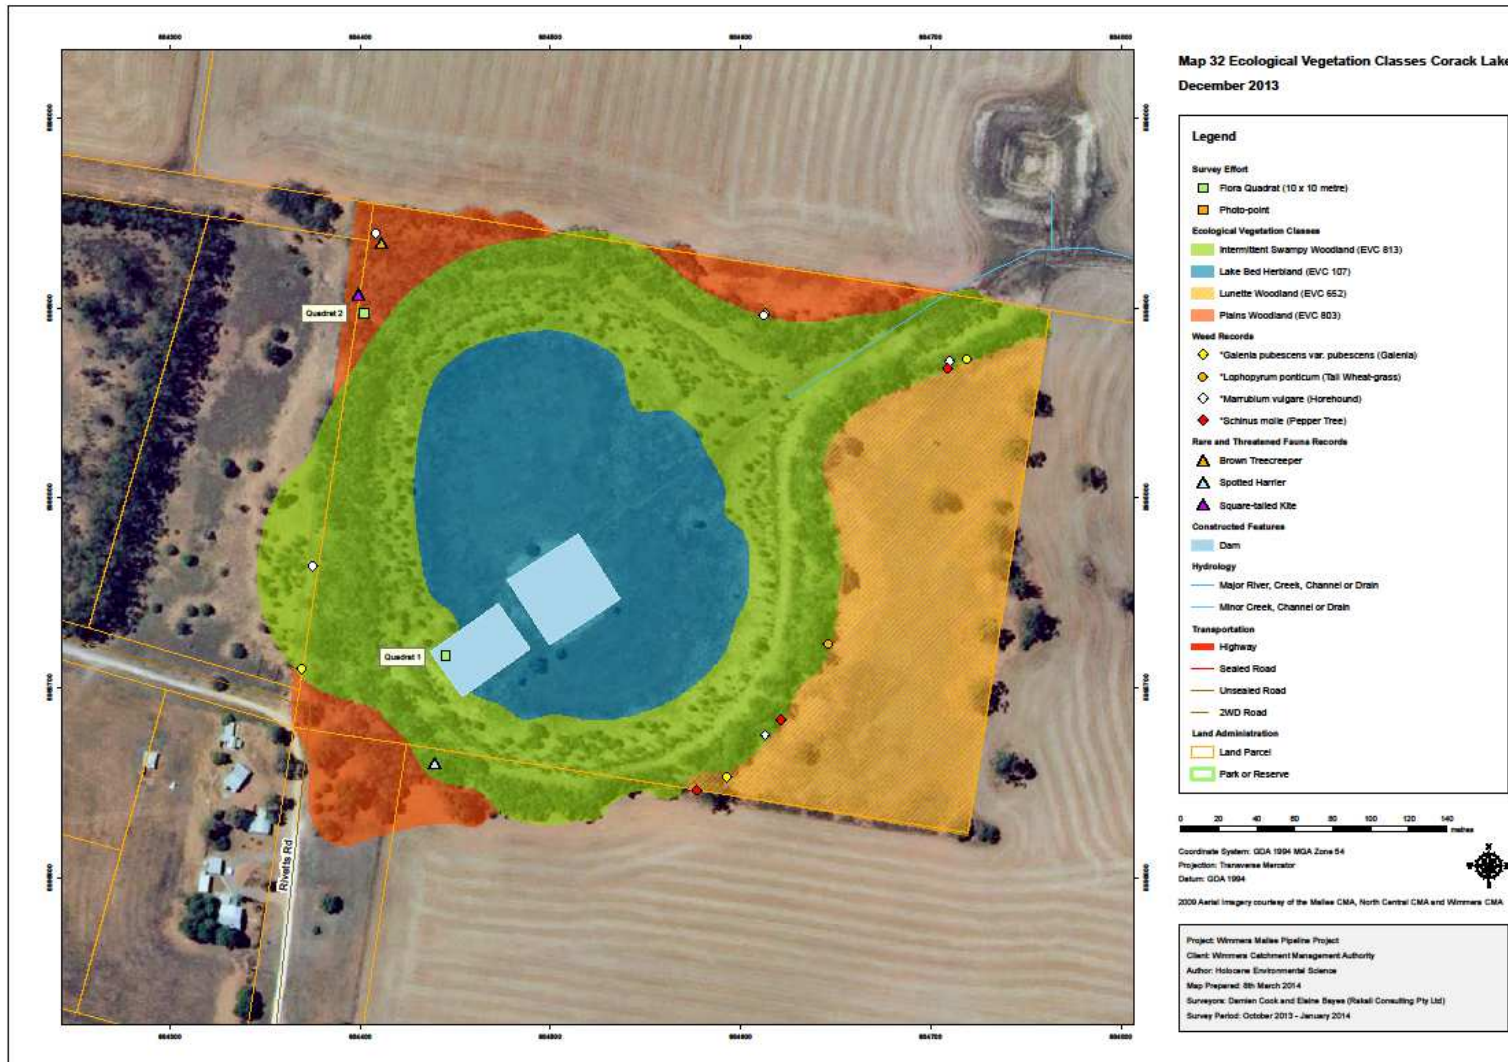 Map 32 Ecological Vegetation Classes Corack Lake
December 2013
Legend
Survey Effort
Flora Quadrat (10 x 10 metre)
Photo-point
Ecological Vegetation Classes
Intermittent Swampy Woodland (EVC 813)
Lake Bed Herbland (EVC 107)
Lunette Woodland (EVC 652)
Plains Woodland (EVC 803)
Weed Records
*Galenia pubescens var. pubescens (Galenia)
*Lophopyrum ponticum (Tall Wheat-grass)
*Marrubium vulgare (Horehound)
*Schinus molle (Pepper Tree)
Rare and Threatened Fauna Records
Brown Treecreeper
Spotted Harrier
Square-tailed Kite
Constructed Features
Dam
Hydrology
Major River, Creek, Channel or Drain
Minor Creek, Channel or Drain
Transportation
Highway
Sealed Road
Unsealed Road
2WD Road
Land Administration
Land Parcel
Park or Reserve
0 20 40 60 80 100 120 140
metres
Coordinate System: GDA 1994 MGA Zone 54
Projection: Transverse Mercator
Datum: GDA 1994
2009 Aerial Imagery courtesy of the Mallee CMA, North Central CMA and Wimmera CMA
Project: Wimmera Mallee Pipeline Project
Client: Wimmera Catchment Management Authority
Author: Holocene Environmental Science
Map Prepared: 8th March 2014
Surveyors: Damien Cook and Elaine Bayes (Rakali Consulting Pty Ltd)
Survey Period: October 2013 - January 2014
Quadrat 2
Quadrat 1
Rivetts Rd